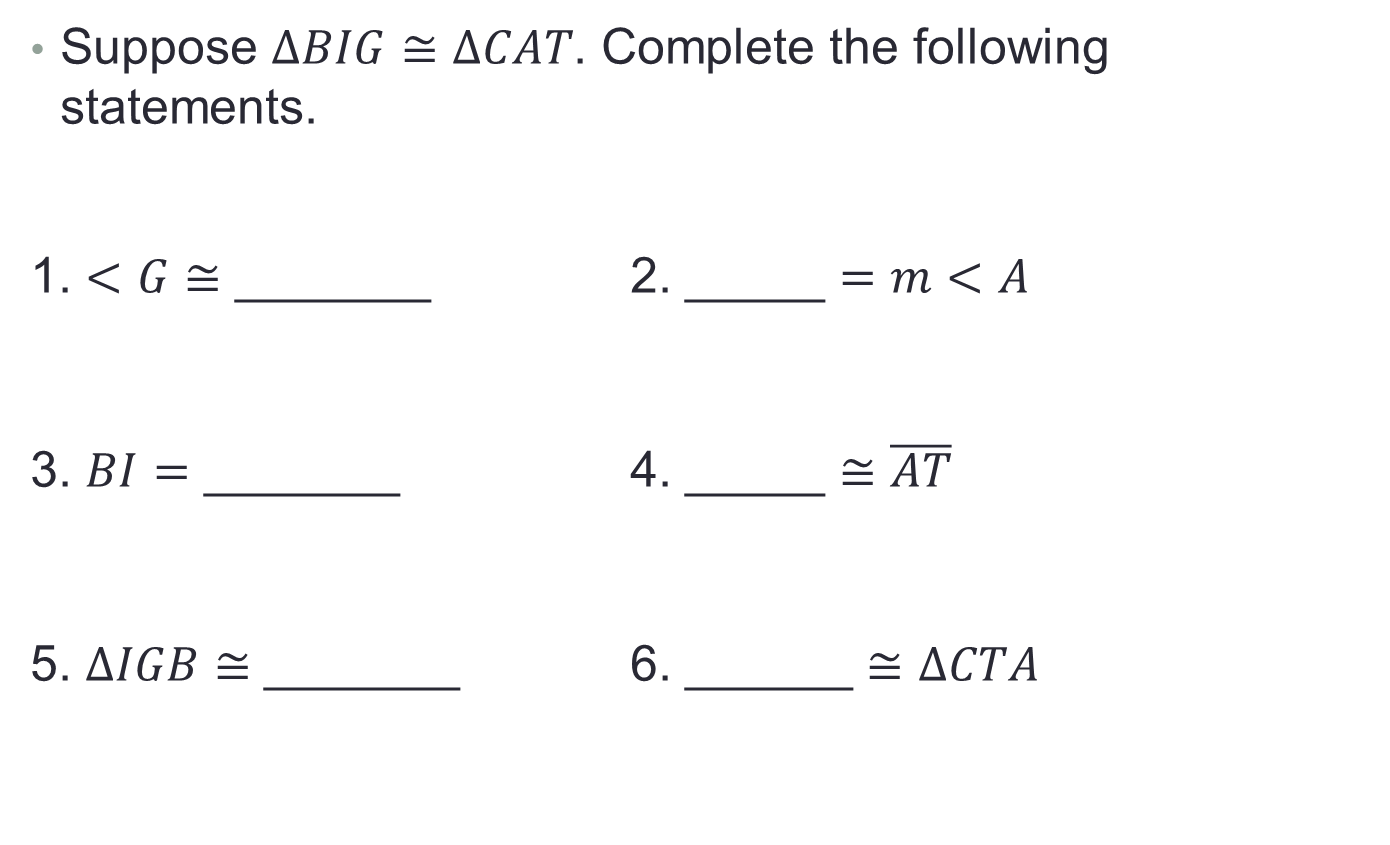 • Suppose Δ𝐵𝐼𝐺 ≅ Δ𝐶𝐴𝑇. Complete the following
statements.
1. < 𝐺 ≅ ________ 2. ______ = 𝑚 < 𝐴
3. 𝐵𝐼 = ________ 4. ______ ≅ \overline{𝐴𝑇}
5. Δ𝐼𝐺𝐵 ≅ ________ 6. _______ ≅ Δ𝐶𝑇𝐴